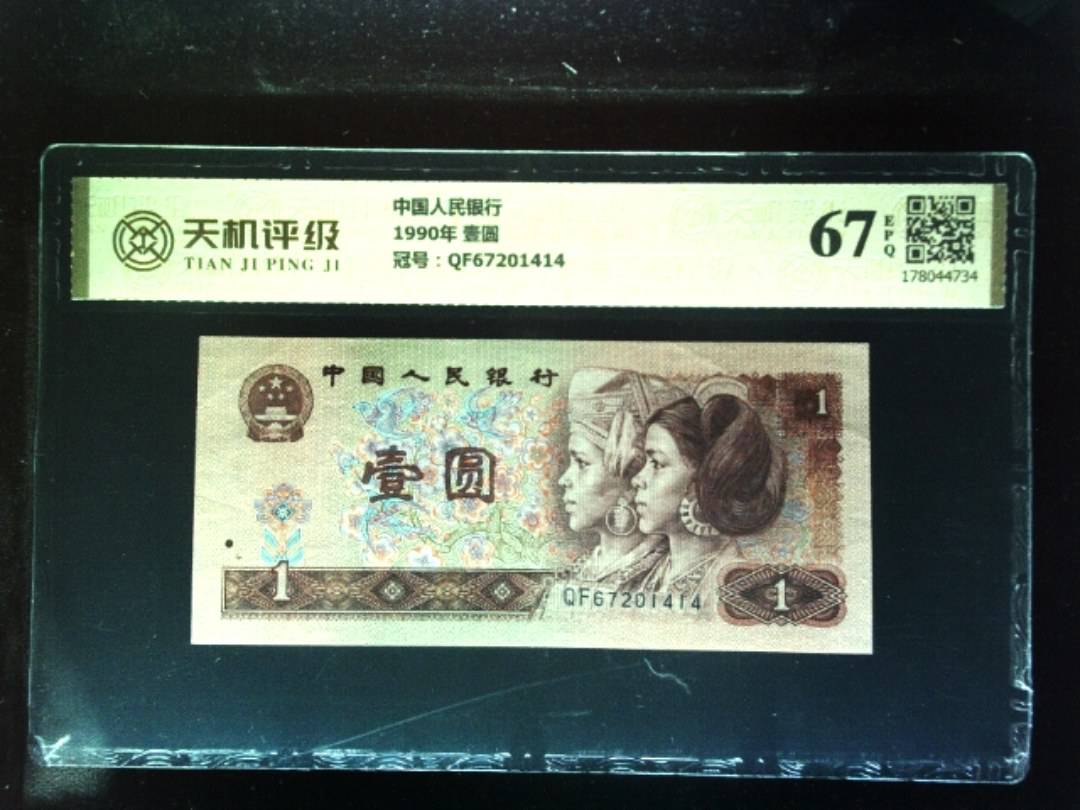 天机评级
TIAN JI PING JI
中国人民银行
1990年 壹圆
冠号：QF67201414
67
EPQ
178044734
中国人民银行
1
壹圆
1
QF67201414
1